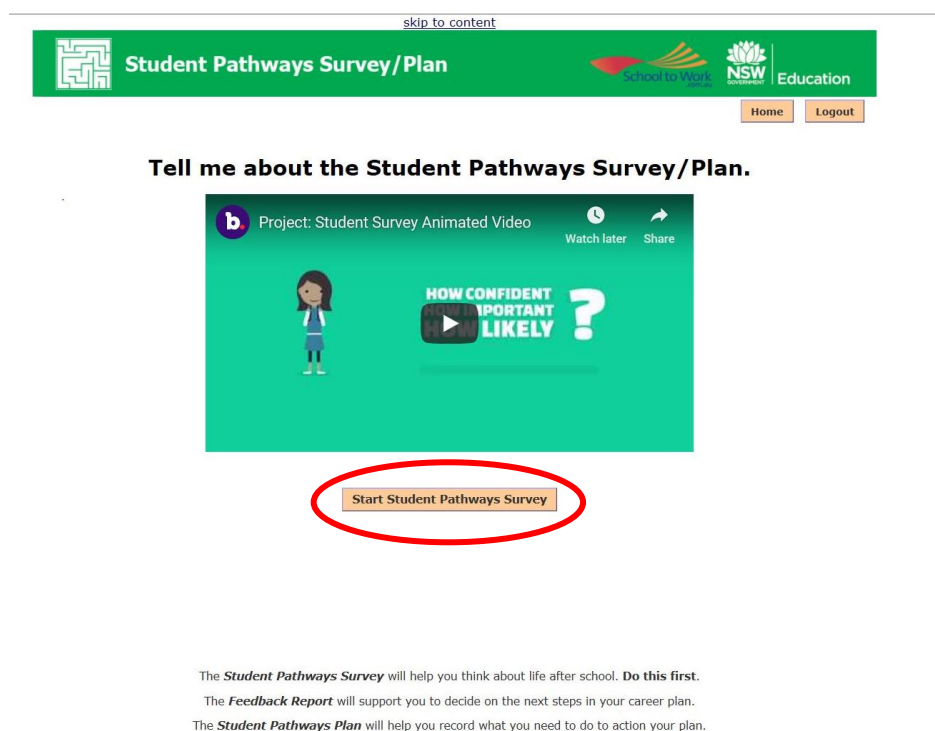 skip to content
Student Pathways Survey/Plan
School to Work
NSW
GOVERNMENT
Education
Home Logout
Tell me about the Student Pathways Survey/Plan.
b.
Project: Student Survey Animated Video
Watch later Share
HOW CONFIDENT
HOW IMPORTANT
HOW LIKELY
?
Start Student Pathways Survey
The Student Pathways Survey will help you think about life after school. Do this first.
The Feedback Report will support you to decide on the next steps in your career plan.
The Student Pathways Plan will help you record what you need to do to action your plan.